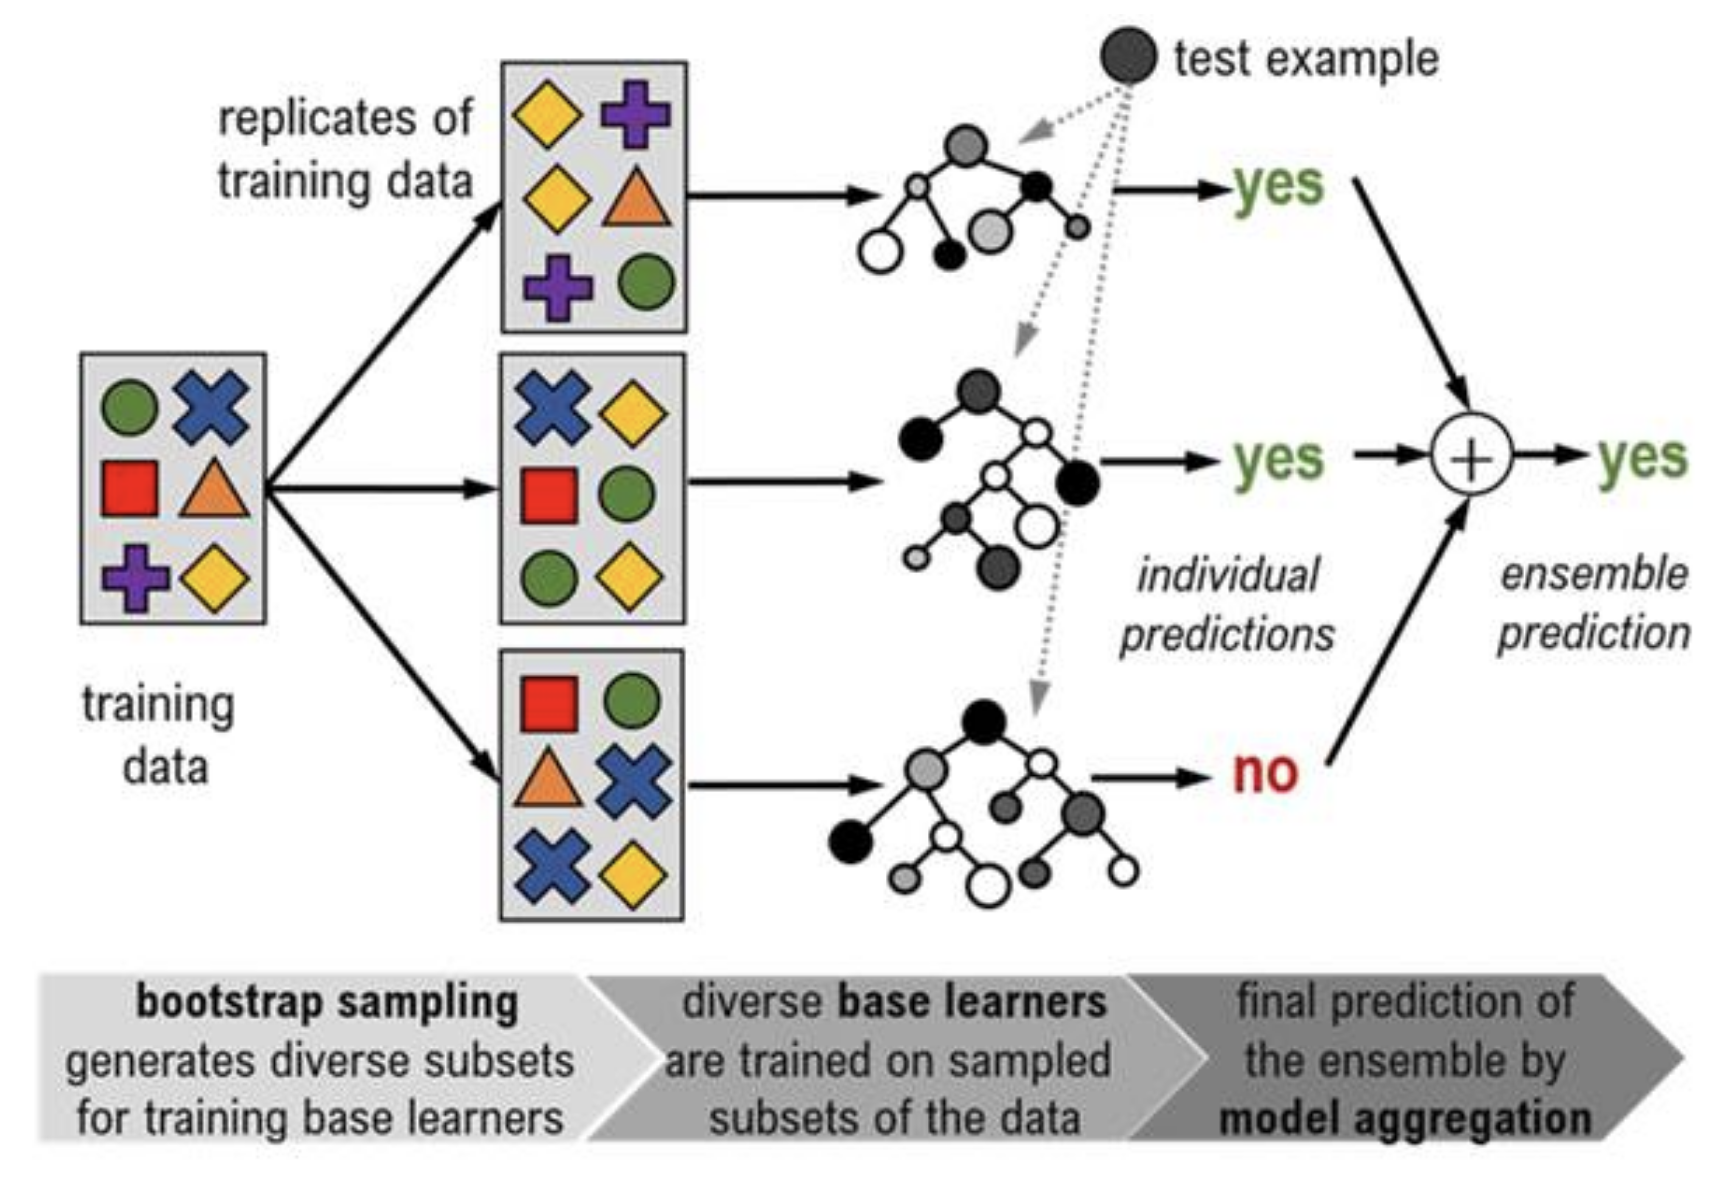 test example
replicates of
training data
yes
yes
yes
individual
predictions
ensemble
prediction
training
data
no
bootstrap sampling
generates diverse subsets
for training base learners
diverse base learners
are trained on sampled
subsets of the data
final prediction of
the ensemble by
model aggregation